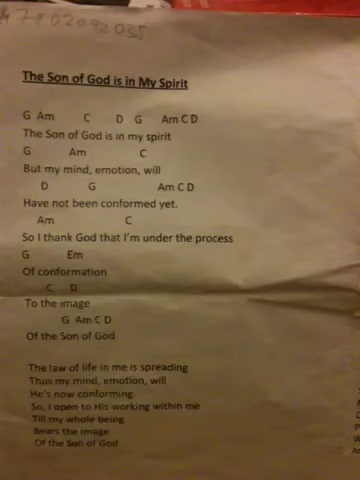 7802092035
The Son of God is in My Spirit
G Am C D G Am C D
The Son of God is in my spirit
G Am C
But my mind, emotion, will
D G Am C D
Have not been conformed yet.
Am C
So I thank God that I'm under the process
G Em
Of conformation
C D
To the image
G Am C D
Of the Son of God
The law of life in me is spreading
Thus my mind, emotion, will
He's now conforming.
So, I open to His working within me
Till my whole being
Bears the image
Of the Son of God